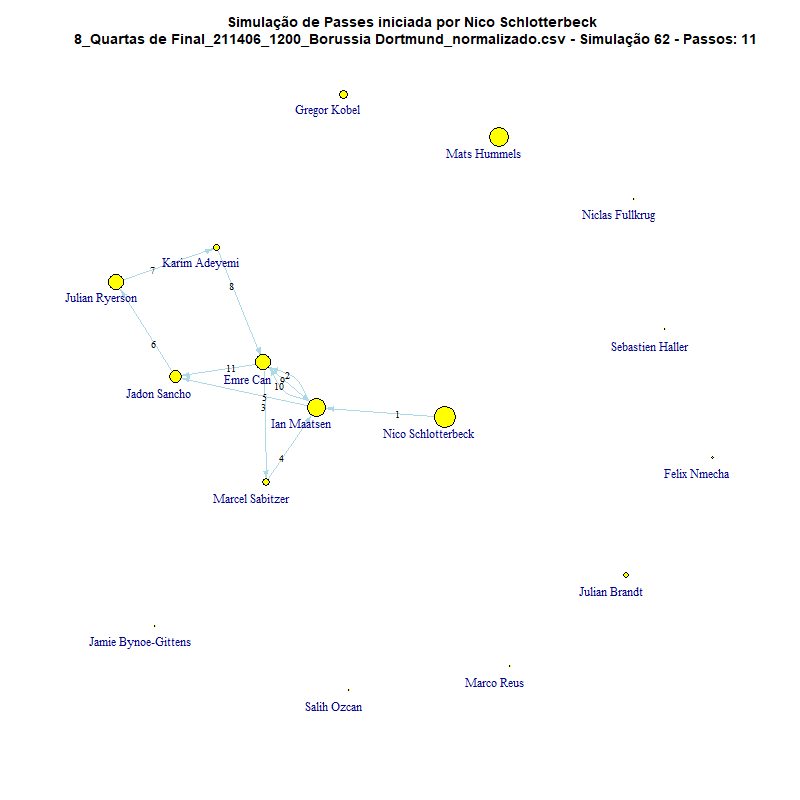 Simulação de Passes iniciada por Nico Schlotterbeck
8_Quartas de Final_211406_1200_Borussia Dortmund_normalizado.csv - Simulação 62 - Passos: 11
Gregor Kobel
Mats Hummels
Niclas Fullkrug
Karim Adeyemi
7
8
Julian Ryerson
Sebastien Haller
6
11
2
Emre Can
9
10
Jadon Sancho
5
3
1
Ian Maatsen
Nico Schlotterbeck
4
Felix Nmecha
Marcel Sabitzer
Julian Brandt
Jamie Bynoe-Gittens
Marco Reus
Salih Ozcan